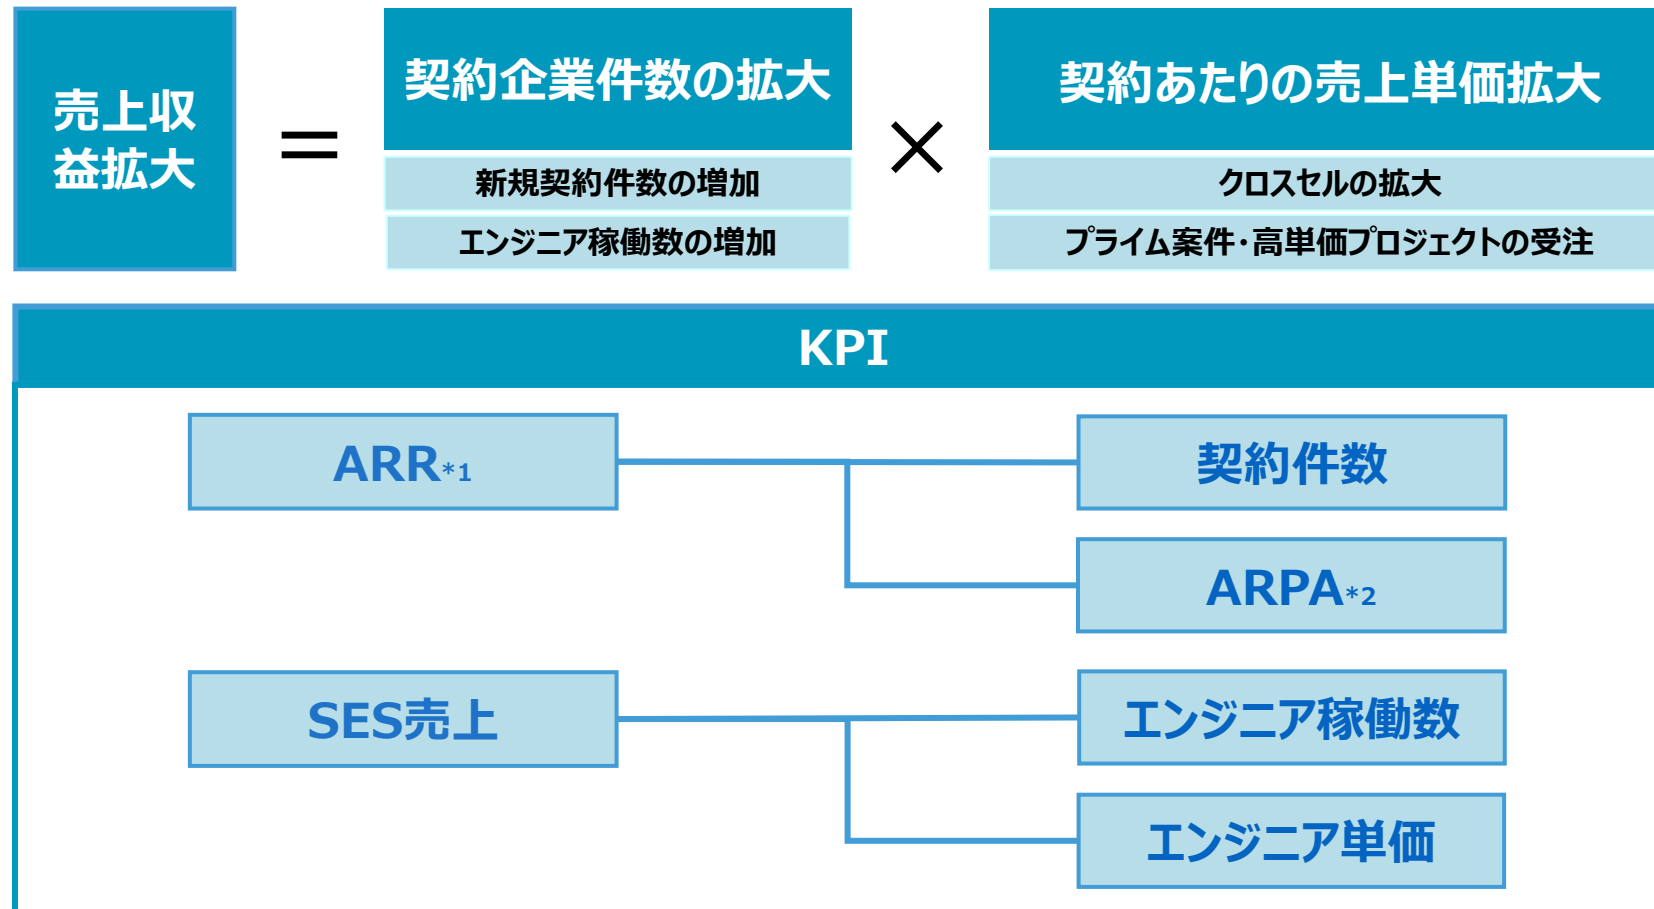 売上収
益拡大
＝
契約企業件数の拡大
新規契約件数の増加
エンジニア稼働数の増加
×
契約あたりの売上単価拡大
クロスセルの拡大
プライム案件・高単価プロジェクトの受注
KPI
ARR*1
契約件数
ARPA*2
SES売上
エンジニア稼働数
エンジニア単価